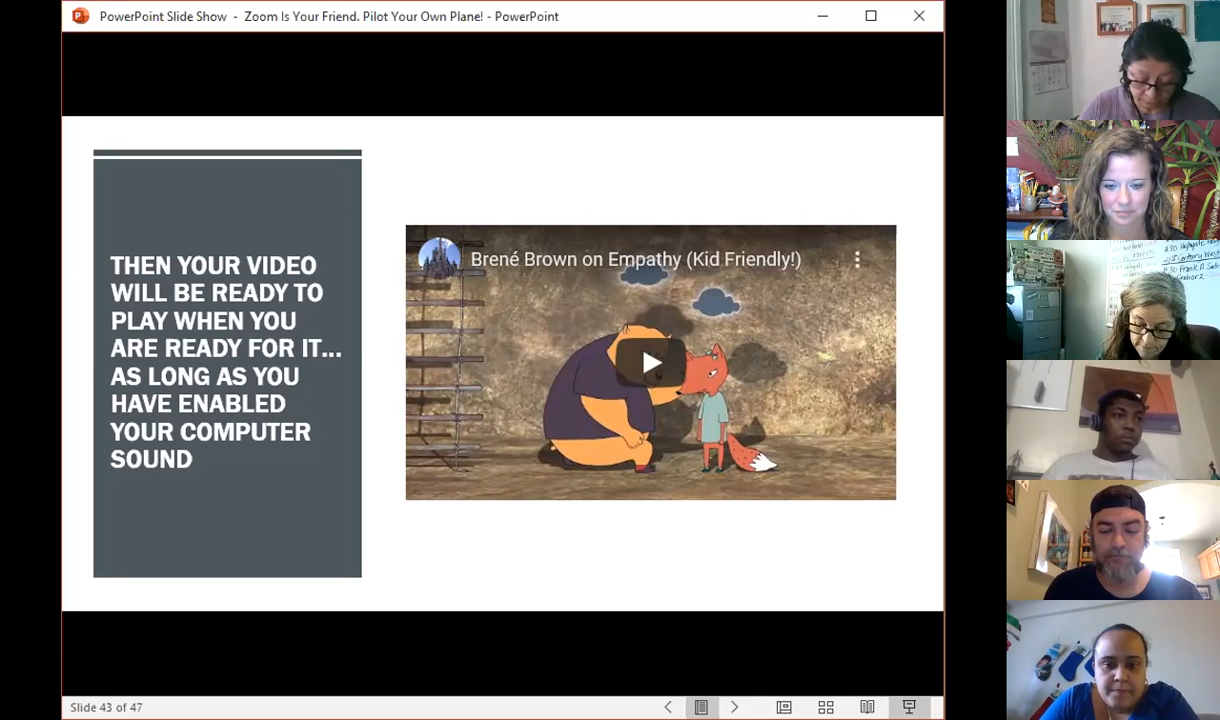 PowerPoint Slide Show - Zoom Is Your Friend. Pilot Your Own Plane! - PowerPoint
THEN YOUR VIDEO
WILL BE READY TO
PLAY WHEN YOU
ARE READY FOR IT...
AS LONG AS YOU
HAVE ENABLED
YOUR COMPUTER
SOUND
Brené Brown on Empathy (Kid Friendly!)
Slide 43 of 47